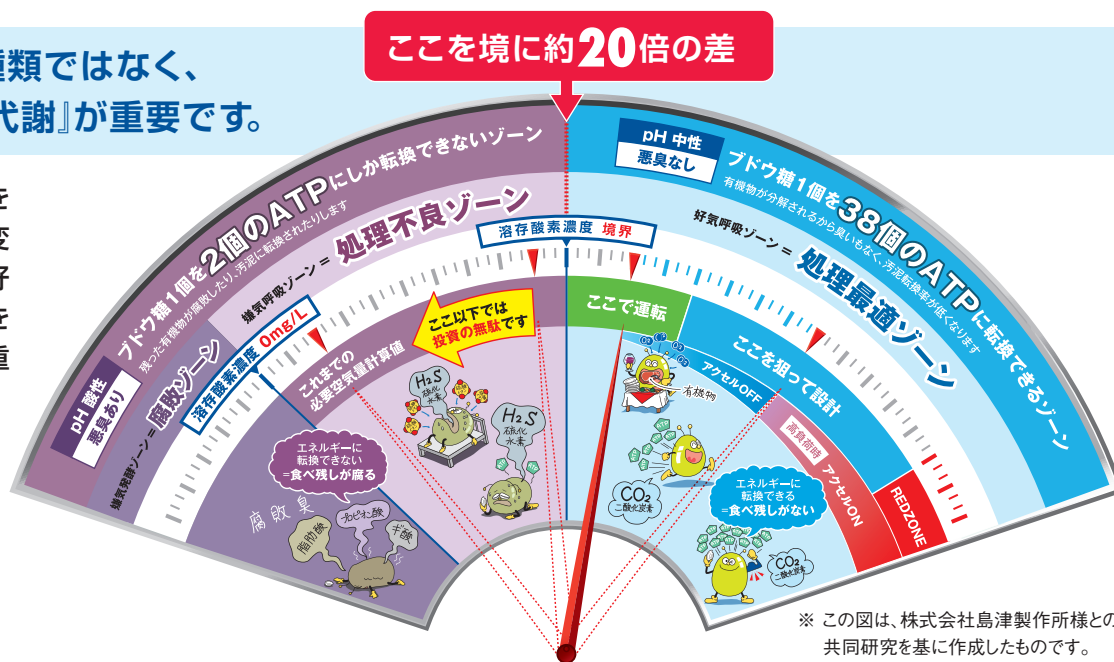 ここを境に約20倍の差
種類ではなく、
代謝』が重要です。
を
変
好
を
重
ブドウ糖1個を2個のATPにしか転換できないゾーン
残った有機物が腐敗したり、汚泥に転換されたりします
pH 酸性
悪臭あり
嫌気発酵ゾーン=腐敗ゾーン
嫌気呼吸ゾーン=処理不良ゾーン
溶存酸素濃度 0mg/L
溶存酸素濃度 境界
pH 中性
悪臭なし
ブドウ糖1個を38個のATPに転換できるゾーン
有機物が分解されるから臭いもなく、汚泥転換率が低くなります
好気呼吸ゾーン=処理最適ゾーン
これまでの
必要空気量計算値
ここ以下では
投資の無駄です
ここで運転
ここを狙って設計
アクセルOFF
高負荷時 アクセルON
REDZONE
有機物
H2S
硫化
水素
H2S
硫化
水素
エネルギーに
転換できない
=食べ残しが腐る
腐敗臭
脂肪酸
プロピオン酸
ギ酸
CO2
二酸化炭素
エネルギーに
転換できる
=食べ残しがない
CO2
二酸化炭素
※ この図は、株式会社島津製作所様との
共同研究を基に作成したものです。